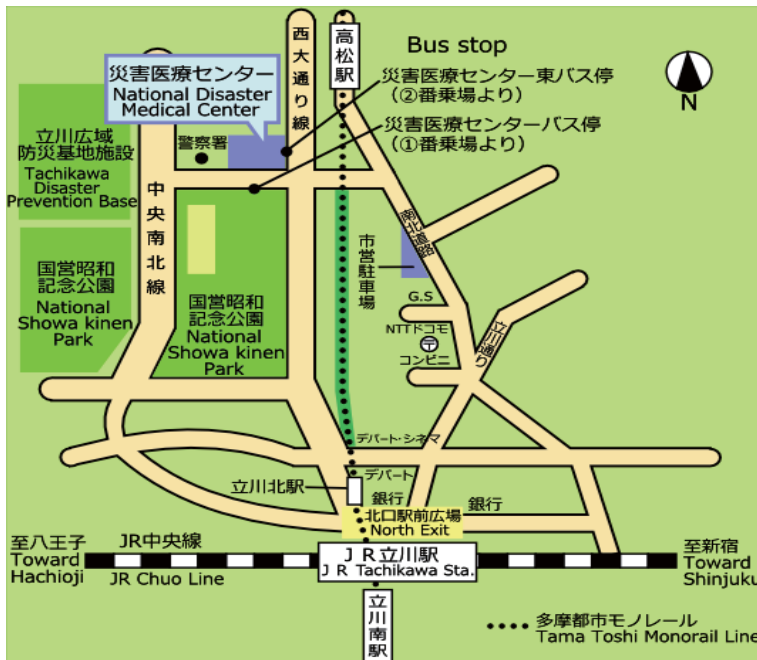 西大通り線
高松駅
Bus stop
災害医療センター東バス停
(②番乗場より)
災害医療センターバス停
(①番乗場より)
N
災害医療センター
National Disaster
Medical Center
警察署
立川広域
防災基地施設
Tachikawa
Disaster
Prevention Base
中央南北線
国営昭和
記念公園
National
Showa kinen
Park
国営昭和
記念公園
National
Showa kinen
Park
南北道路
市営駐車場
G.S
NTTドコモ
〒
コンビニ
立川通り
デパート・シネマ
デパート
立川北駅
銀行
銀行
北口駅前広場
North Exit
至八王子
Toward
Hachioji
JR中央線
JR Chuo Line
JR立川駅
JR Tachikawa Sta.
至新宿
Toward
Shinjuku
立川南駅
多摩都市モノレール
Tama Toshi Monorail Line